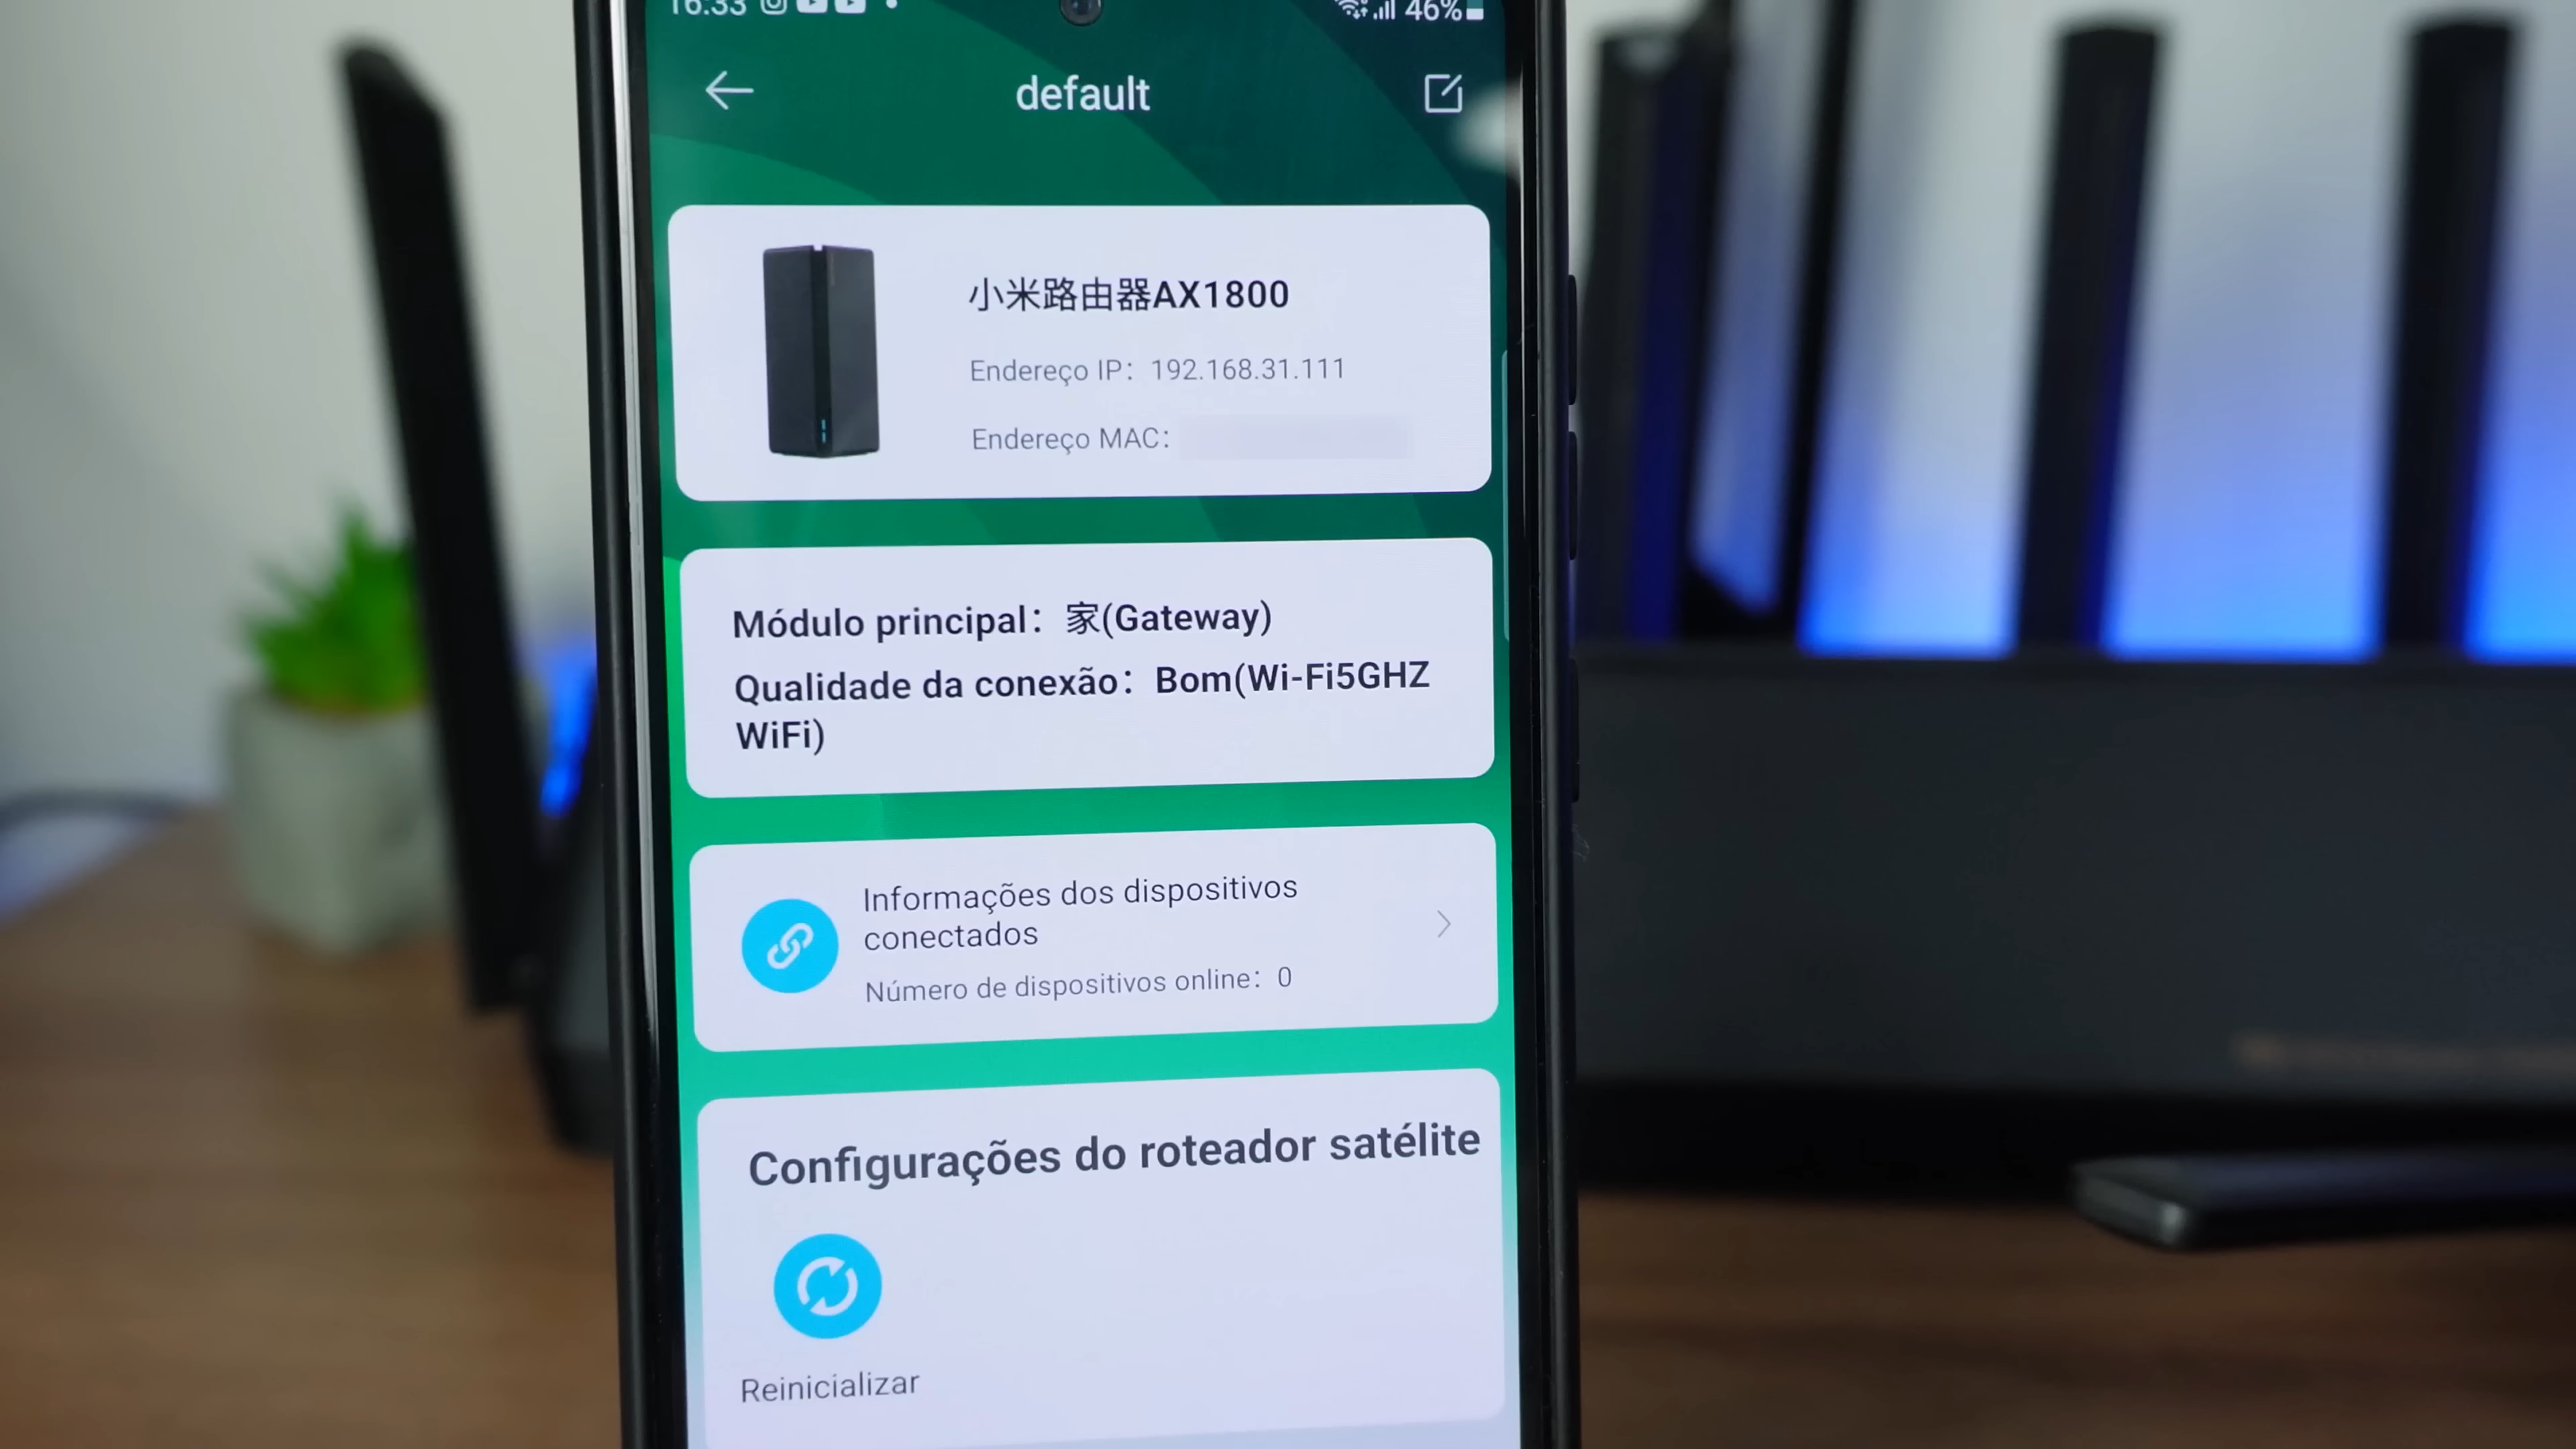 16:33 46%
default
小米路由器AX1800
Endereço IP：192.168.31.111
Endereço MAC：
Módulo principal：家(Gateway)
Qualidade da conexão：Bom(Wi-Fi5GHZ
WiFi)
Informações dos dispositivos
conectados
Número de dispositivos online：0
Configurações do roteador satélite
Reinicializar